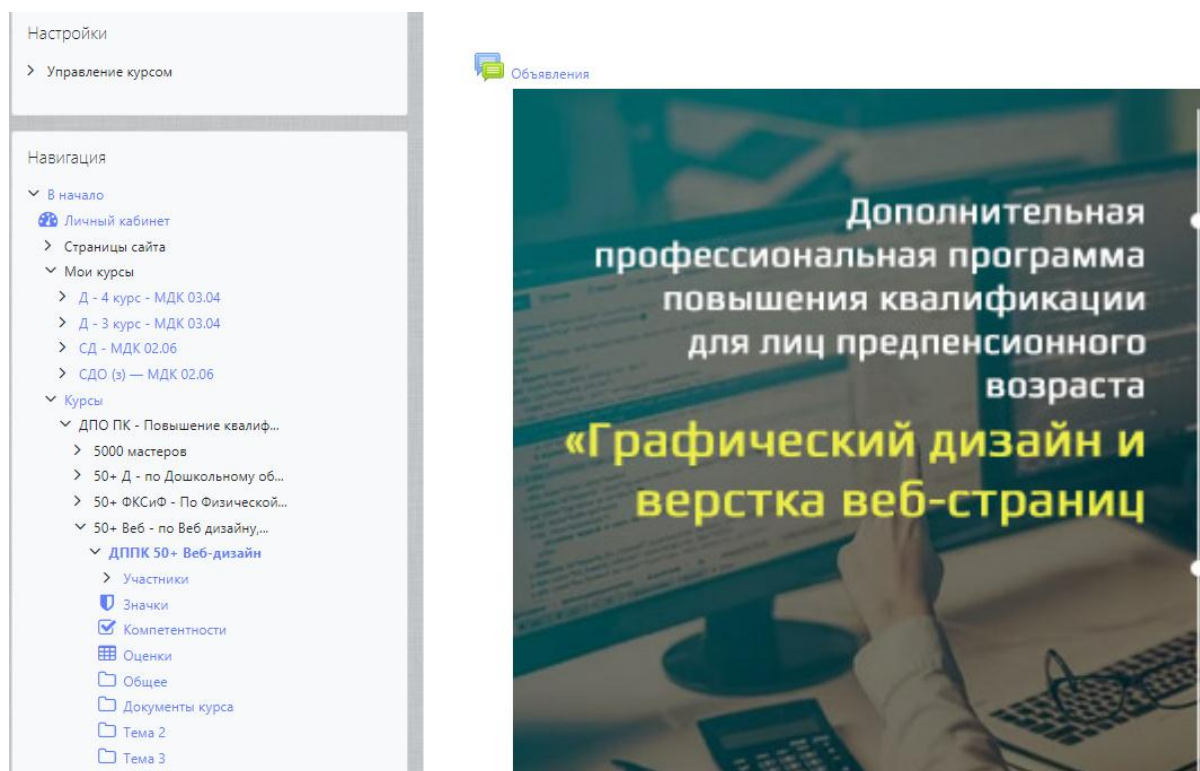 Настройки
Управление курсом
Навигация
В начало
Личный кабинет
Страницы сайта
Мои курсы
Д - 4 курс - МДК 03.04
Д - 3 курс - МДК 03.04
СД - МДК 02.06
СДО (з) — МДК 02.06
Курсы
ДПО ПК - Повышение квалиф...
5000 мастеров
50+ Д - по Дошкольному об...
50+ ФКСиФ - По Физической...
50+ Веб - по Веб дизайну,...
ДППК 50+ Веб-дизайн
Участники
Значки
Компетентности
Оценки
Общее
Документы курса
Тема 2
Тема 3
Объявления
Дополнительная
профессиональная программа
повышения квалификации
для лиц предпенсионного
возраста
«Графический дизайн и
верстка веб-страниц